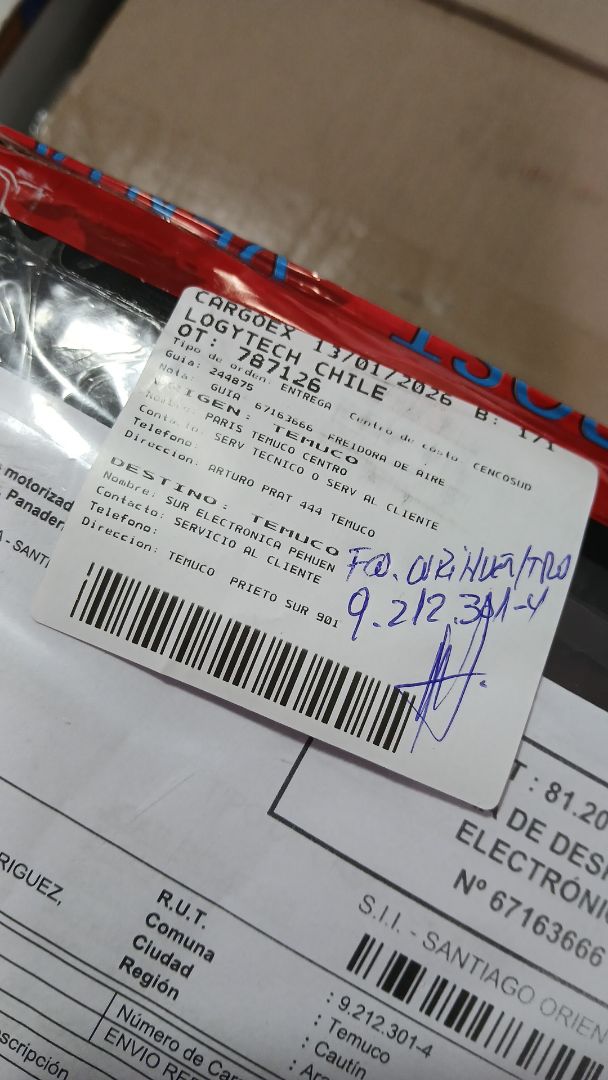 CARGOEX 13/01/2026 B: 1/1
LOGYTECH CHILE
OT: 787126
Tipo de orden: ENTREGA Centro de costo CENCOSUD
Guia: 244875
Nota: GUIA 67163666 FREIDORA DE AIRE
ORIGEN: TEMUCO
Nombre: PARIS TEMUCO CENTRO
Contacto: SERV TECNICO O SERV AL CLIENTE
Telefono:
Direccion: ARTURO PRAT 444 TEMUCO
DESTINO: TEMUCO
Nombre: SUR ELECTRONICA PEHUEN
Contacto: SERVICIO AL CLIENTE
Telefono:
Direccion: TEMUCO PRIETO SUR 901
9.212.301-4
motorizad
Panader
A - SANTI
T : 81.20
A DE DESP
ELECTRÓNI
Nº 67163666
S.I.I. - SANTIAGO ORIEN
RIGUEZ,
R.U.T. : 9.212.301-4
Comuna : Temuco
Ciudad : Cautín
Región : Ara
Número de Car
ENVIO RE
scripción